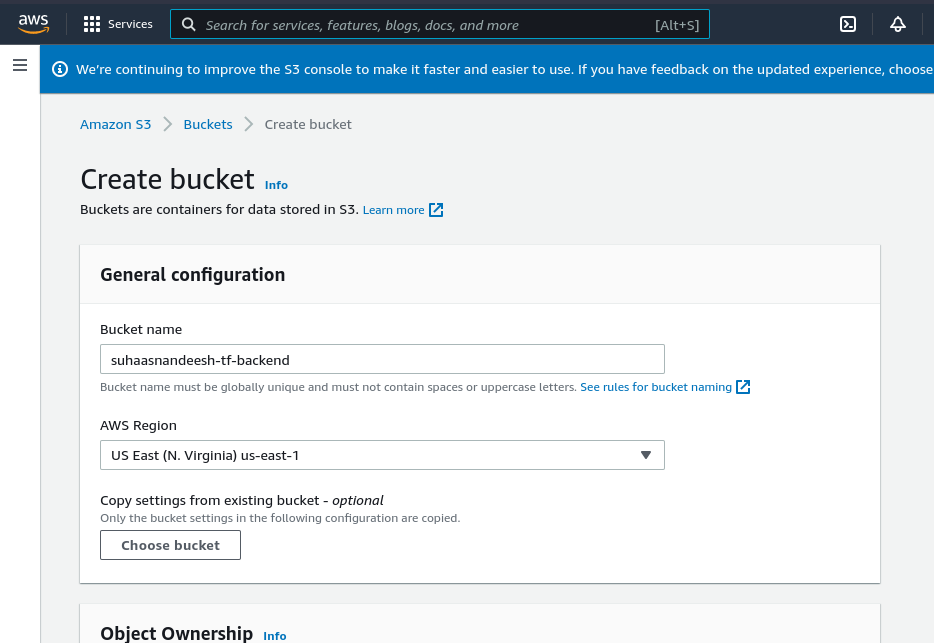 aws Services Search for services, features, blogs, docs, and more [Alt+S]
We're continuing to improve the S3 console to make it faster and easier to use. If you have feedback on the updated experience, choose
Amazon S3 Buckets Create bucket
Create bucket Info
Buckets are containers for data stored in S3. Learn more
General configuration
Bucket name
suhaasnandeesh-tf-backend
Bucket name must be globally unique and must not contain spaces or uppercase letters. See rules for bucket naming
AWS Region
US East (N. Virginia) us-east-1
Copy settings from existing bucket - optional
Only the bucket settings in the following configuration are copied.
Choose bucket
Object Ownership Info